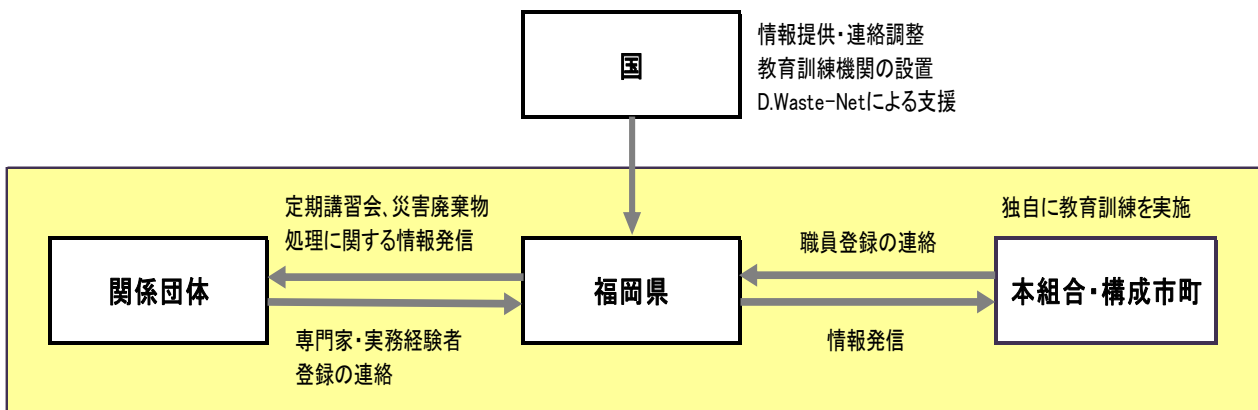 国
情報提供・連絡調整
教育訓練機関の設置
D.Waste-Netによる支援
定期講習会、災害廃棄物
処理に関する情報発信
独自に教育訓練を実施
職員登録の連絡
関係団体
福岡県
本組合・構成市町
専門家・実務経験者
登録の連絡
情報発信